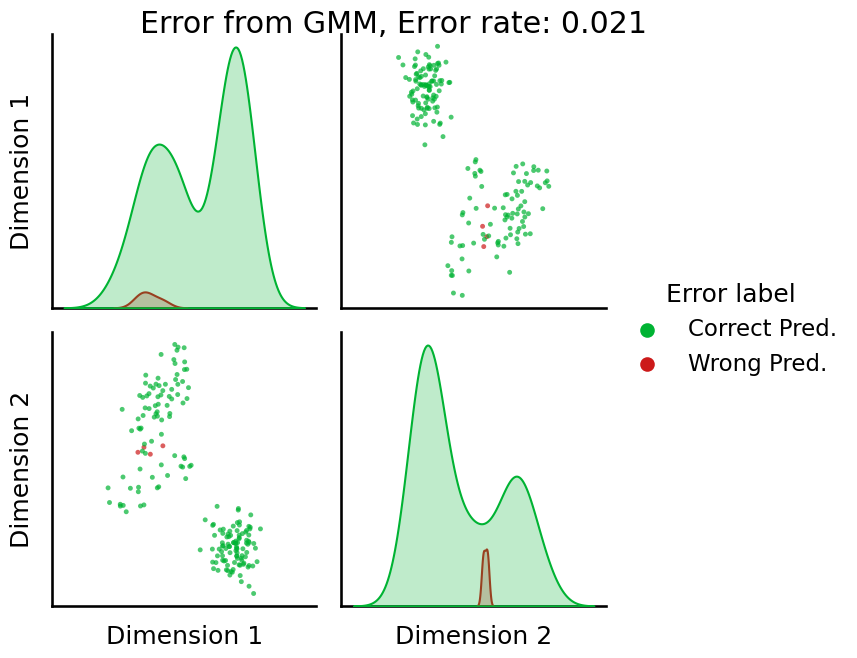 Error from GMM, Error rate: 0.021
Dimension 1
Error label
Correct Pred.
Wrong Pred.
Dimension 2
Dimension 1
Dimension 2